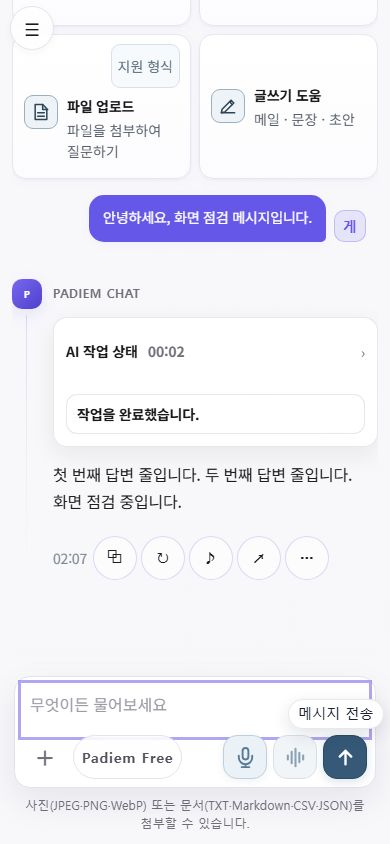 지원 형식
파일 업로드
파일을 첨부하여
질문하기
글쓰기 도움
메일 · 문장 · 초안
안녕하세요, 화면 점검 메시지입니다.
게
P
PADIEM CHAT
AI 작업 상태 00:02
작업을 완료했습니다.
첫 번째 답변 줄입니다. 두 번째 답변 줄입니다.
화면 점검 중입니다.
02:07
무엇이든 물어보세요
메시지 전송
Padiem Free
사진(JPEG·PNG·WebP) 또는 문서(TXT·Markdown·CSV·JSON)를
첨부할 수 있습니다.